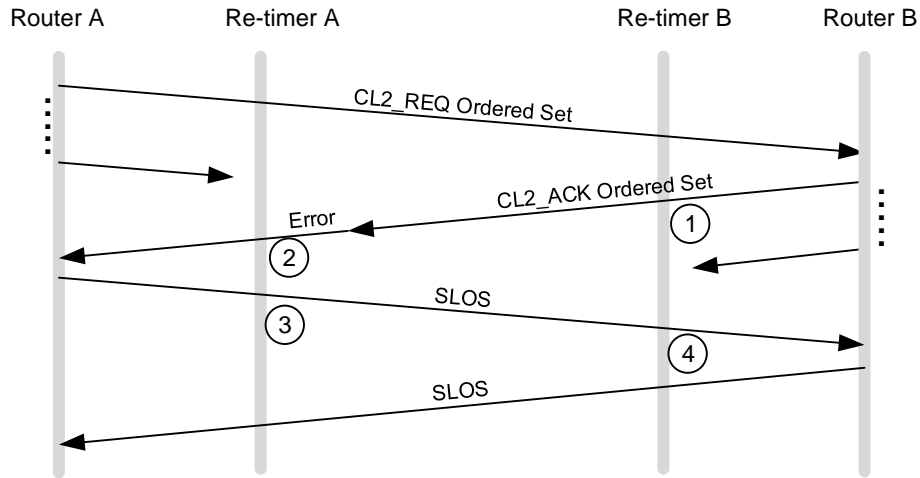 Router A
Re-timer A
Re-timer B
Router B
CL2_REQ Ordered Set
CL2_ACK Ordered Set
1
Error
2
SLOS
3
4
SLOS